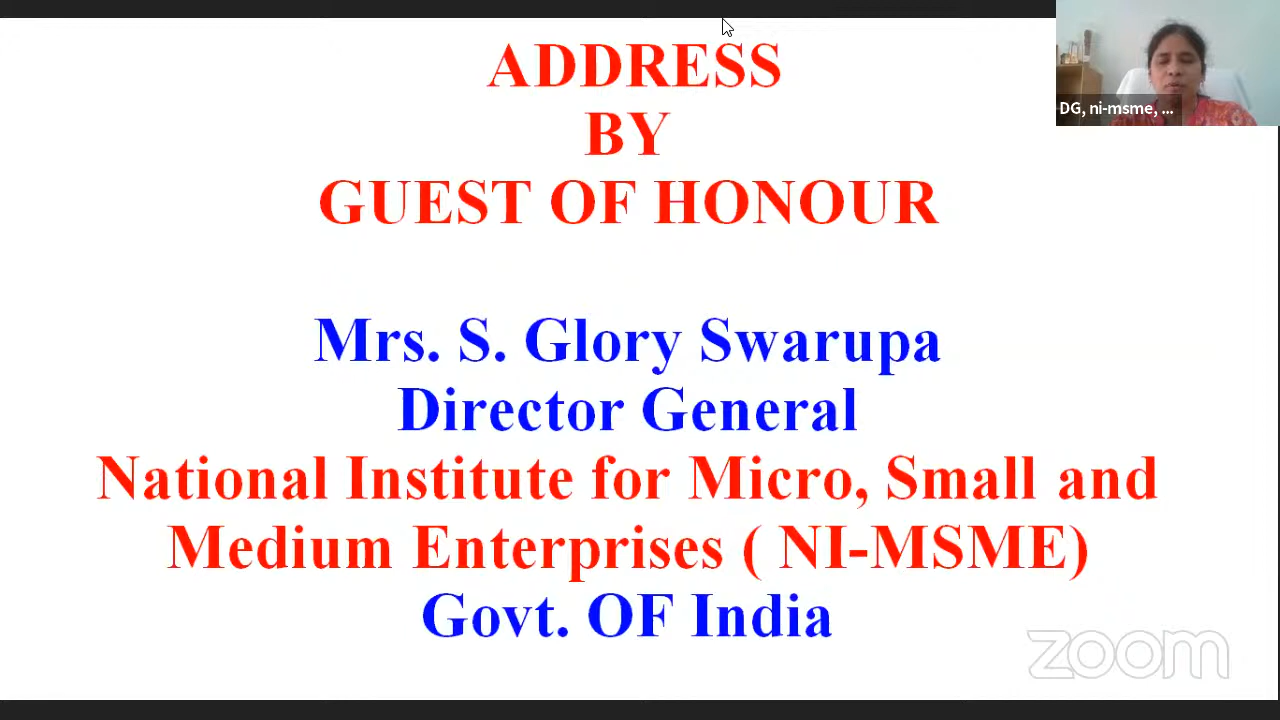 ADDRESS
BY
GUEST OF HONOUR
DG, ni-msme, ...
Mrs. S. Glory Swarupa
Director General
National Institute for Micro, Small and
Medium Enterprises ( NI-MSME)
Govt. OF India
zoom